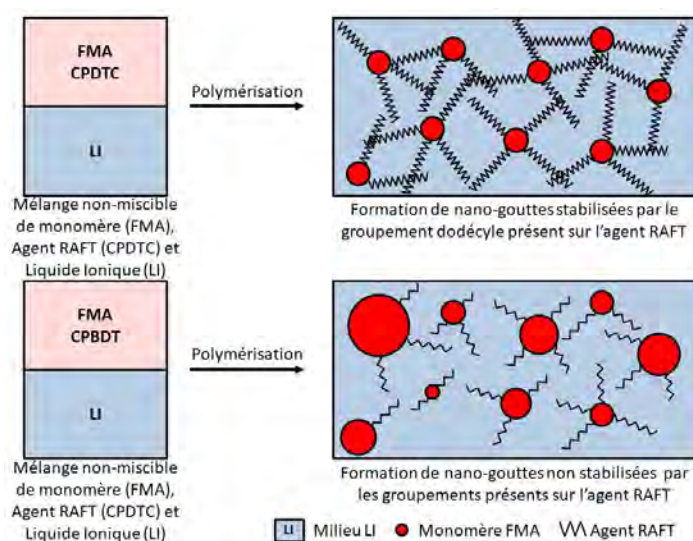 FMA
CPDTC
Polymérisation
LI
Mélange non-miscible
de monomère (FMA),
Agent RAFT (CPDTC) et
Liquide Ionique (LI)
Formation de nano-gouttes stabilisées par le
groupement dodécyle présent sur l'agent RAFT
FMA
CPBDT
Polymérisation
LI
Mélange non-miscible
de monomère (FMA),
Agent RAFT (CPDTC) et
Liquide Ionique (LI)
Formation de nano-gouttes non stabilisées par
les groupements présents sur l'agent RAFT
LI Milieu LI Monomère FMA Agent RAFT